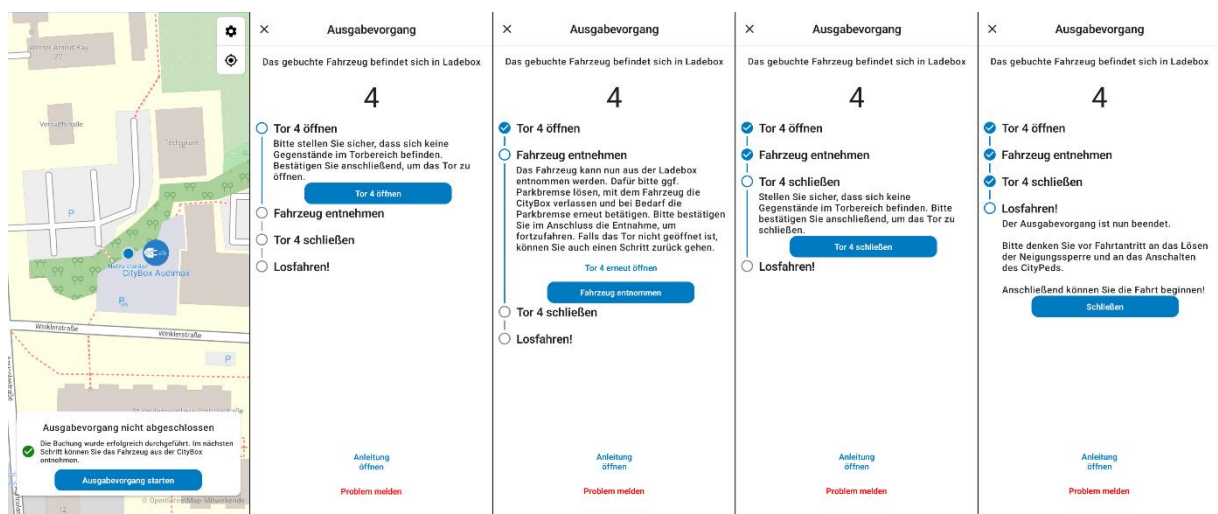 Werner-Arnold-Bau
Versuchshalle
Technikum
P
CityBox Audimax
P
Winklerstraße
Winklerstraße
P
Ausgabevorgang nicht abgeschlossen
Die Buchung wurde erfolgreich durchgeführt. Im nächsten
Schritt können Sie das Fahrzeug aus der CityBox
entnehmen.
Ausgabevorgang starten
© OpenStreetMap-Mitwirkende
Ausgabevorgang
Das gebuchte Fahrzeug befindet sich in Ladebox
4
Tor 4 öffnen
Bitte stellen Sie sicher, dass sich keine
Gegenstände im Torbereich befinden.
Bestätigen Sie anschließend, um das Tor zu
öffnen.
Tor 4 öffnen
Fahrzeug entnehmen
Tor 4 schließen
Losfahren!
Anleitung
öffnen
Problem melden
Ausgabevorgang
Das gebuchte Fahrzeug befindet sich in Ladebox
4
Tor 4 öffnen
Fahrzeug entnehmen
Das Fahrzeug kann nun aus der Ladebox
entnommen werden. Dafür bitte ggf.
Parkbremse lösen, mit dem Fahrzeug die
CityBox verlassen und bei Bedarf die
Parkbremse erneut betätigen. Bitte bestätigen
Sie im Anschluss die Entnahme, um
fortzufahren. Falls das Tor nicht geöffnet ist,
können Sie auch einen Schritt zurück gehen.
Tor 4 erneut öffnen
Fahrzeug entnommen
Tor 4 schließen
Losfahren!
Anleitung
öffnen
Problem melden
Ausgabevorgang
Das gebuchte Fahrzeug befindet sich in Ladebox
4
Tor 4 öffnen
Fahrzeug entnehmen
Tor 4 schließen
Stellen Sie sicher, dass sich keine
Gegenstände im Torbereich befinden. Bitte
bestätigen Sie anschließend, um das Tor zu
schließen.
Tor 4 schließen
Losfahren!
Anleitung
öffnen
Problem melden
Ausgabevorgang
Das gebuchte Fahrzeug befindet sich in Ladebox
4
Tor 4 öffnen
Fahrzeug entnehmen
Tor 4 schließen
Losfahren!
Der Ausgabevorgang ist nun beendet.
Bitte denken Sie vor Fahrtantritt an das Lösen
der Neigungssperre und an das Anschalten
des CityPeds.
Anschließend können Sie die Fahrt beginnen!
Schließen
Anleitung
öffnen
Problem melden